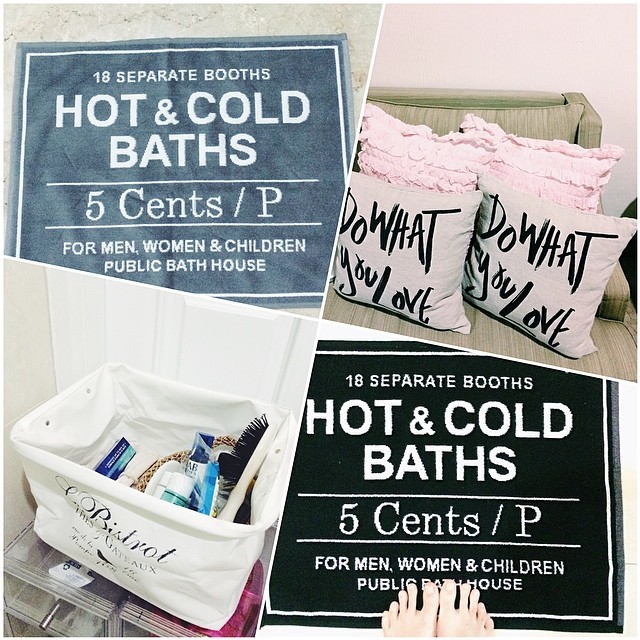 18 SEPARATE BOOTHS
HOT & COLD
BATHS
5 Cents / P
FOR MEN, WOMEN & CHILDREN
PUBLIC BATH HOUSE
DO WHAT
you LOVE
DO WHAT
you LOVE
Bistrot
GATEAUX
18 SEPARATE BOOTHS
HOT & COLD
BATHS
5 Cents / P
FOR MEN, WOMEN & CHILDREN
PUBLIC BATH HOUSE